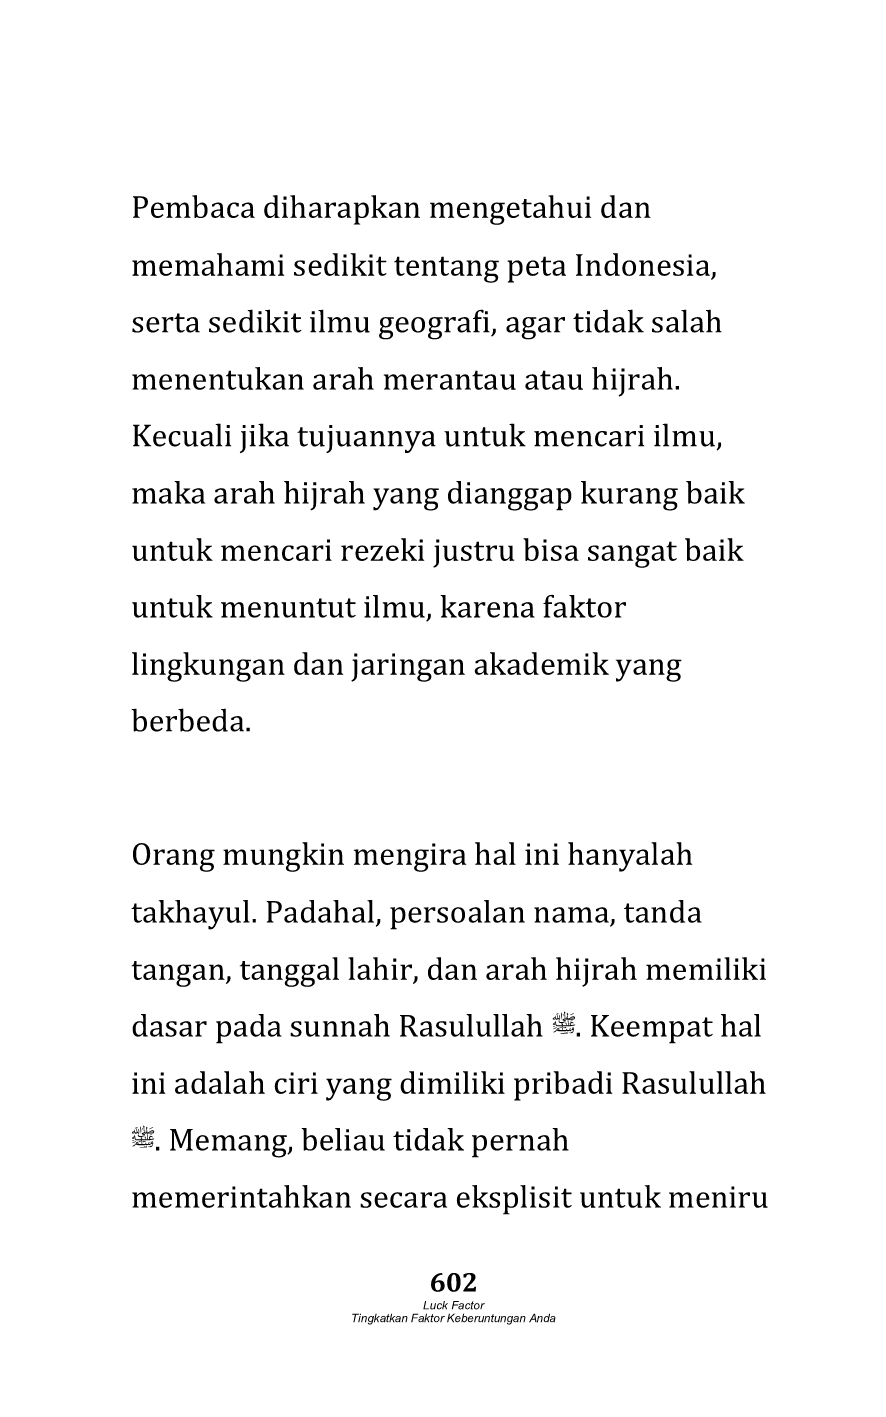 Pembaca diharapkan mengetahui dan
memahami sedikit tentang peta Indonesia,
serta sedikit ilmu geografi, agar tidak salah
menentukan arah merantau atau hijrah.
Kecuali jika tujuannya untuk mencari ilmu,
maka arah hijrah yang dianggap kurang baik
untuk mencari rezeki justru bisa sangat baik
untuk menuntut ilmu, karena faktor
lingkungan dan jaringan akademik yang
berbeda.
Orang mungkin mengira hal ini hanyalah
takhayul. Padahal, persoalan nama, tanda
tangan, tanggal lahir, dan arah hijrah memiliki
dasar pada sunnah Rasulullah ﷺ. Keempat hal
ini adalah ciri yang dimiliki pribadi Rasulullah
ﷺ. Memang, beliau tidak pernah
memerintahkan secara eksplisit untuk meniru
602
Luck Factor
Tingkatkan Faktor Keberuntungan Anda